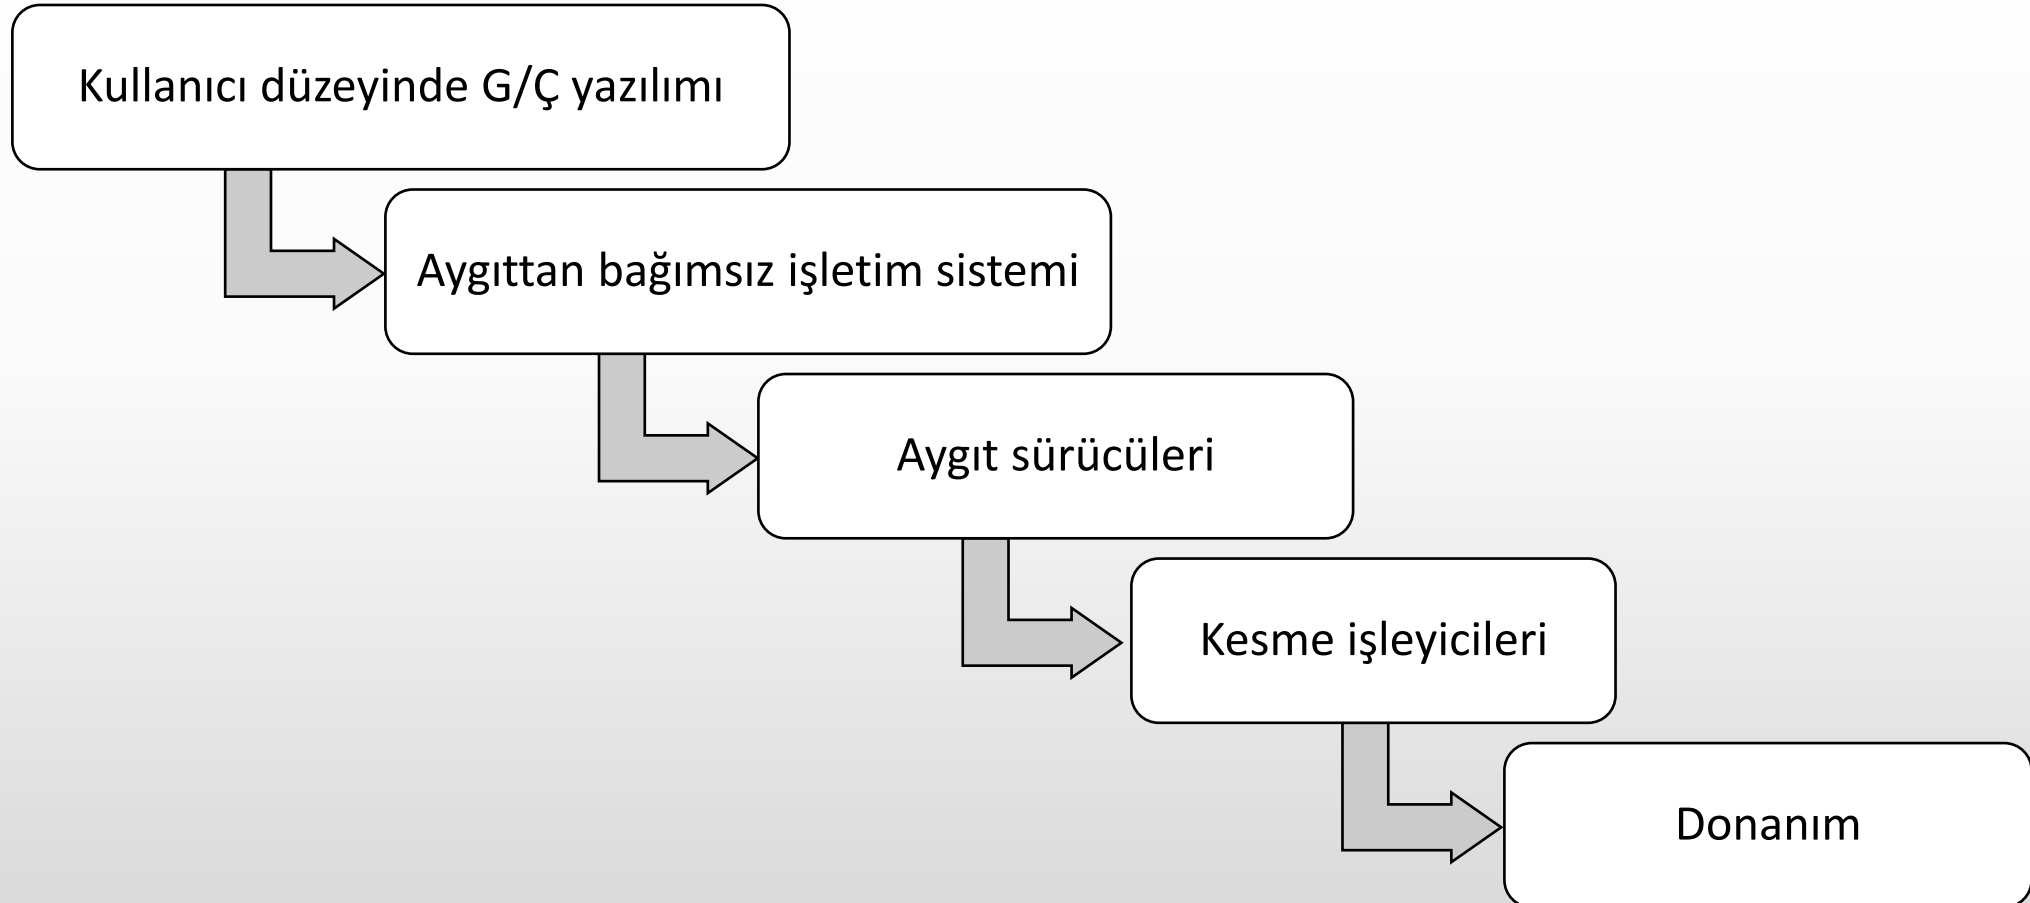 Kullanıcı düzeyinde G/Ç yazılımı
Aygıttan bağımsız işletim sistemi
Aygıt sürücüleri
Kesme işleyicileri
Donanım